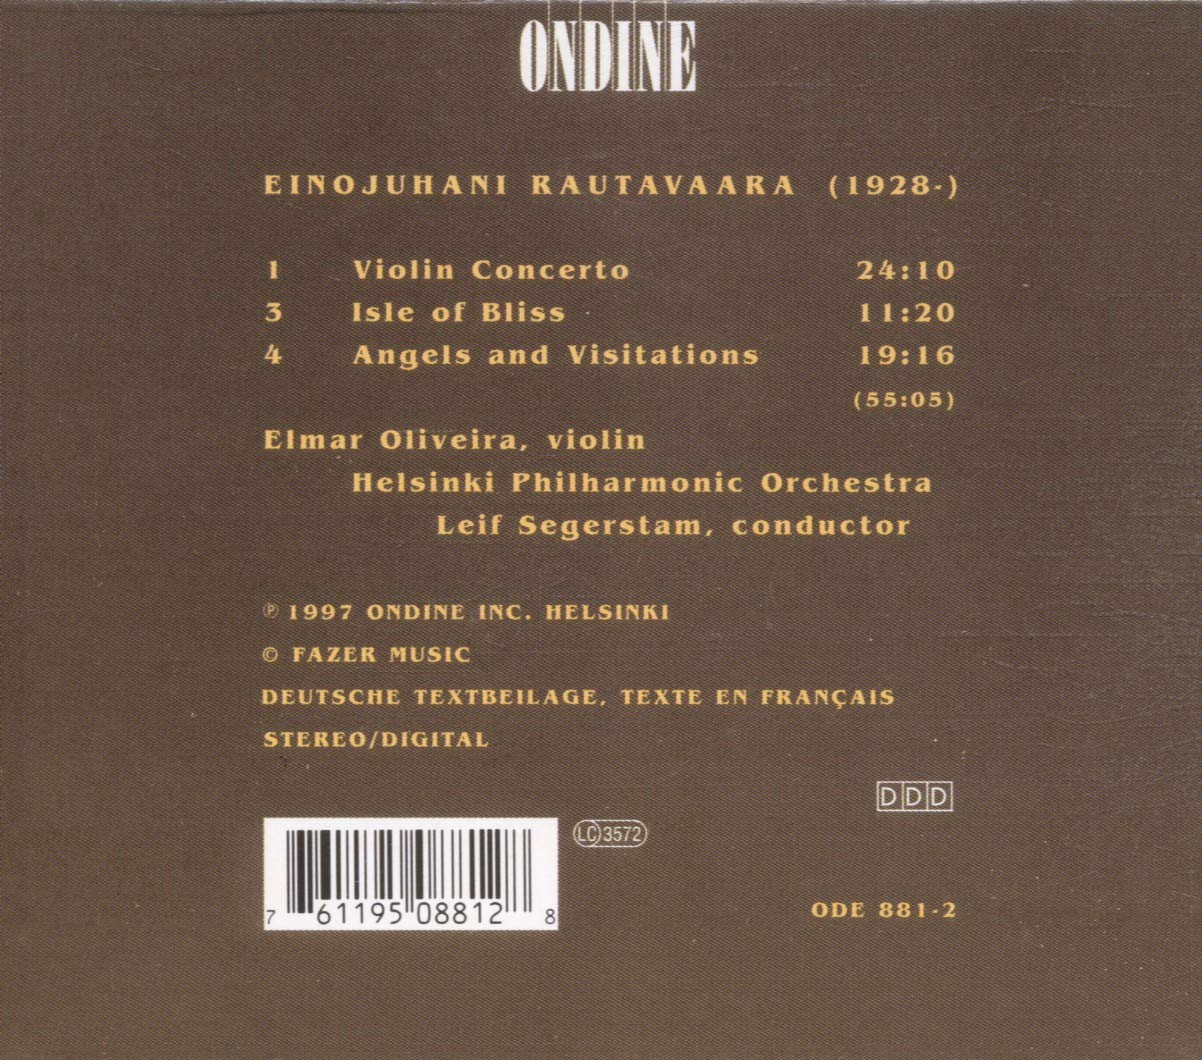 ONDINE
EINOJUHANI RAUTAVAARA (1928-)
1 Violin Concerto 24:10
3 Isle of Bliss 11:20
4 Angels and Visitations 19:16
(55:05)
Elmar Oliveira, violin
Helsinki Philharmonic Orchestra
Leif Segerstam, conductor
℗ 1997 ONDINE INC. HELSINKI
© FAZER MUSIC
DEUTSCHE TEXTBEILAGE, TEXTE EN FRANÇAIS
STEREO/DIGITAL
DDD
LC 3572
7 61195 08812 8
ODE 881-2